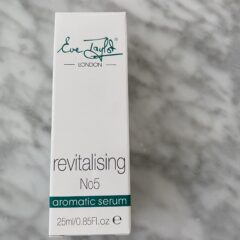 Eve Taylor®
LONDON
revitalising
No5
aromatic serum
25ml/0.85Fl.oz ℮